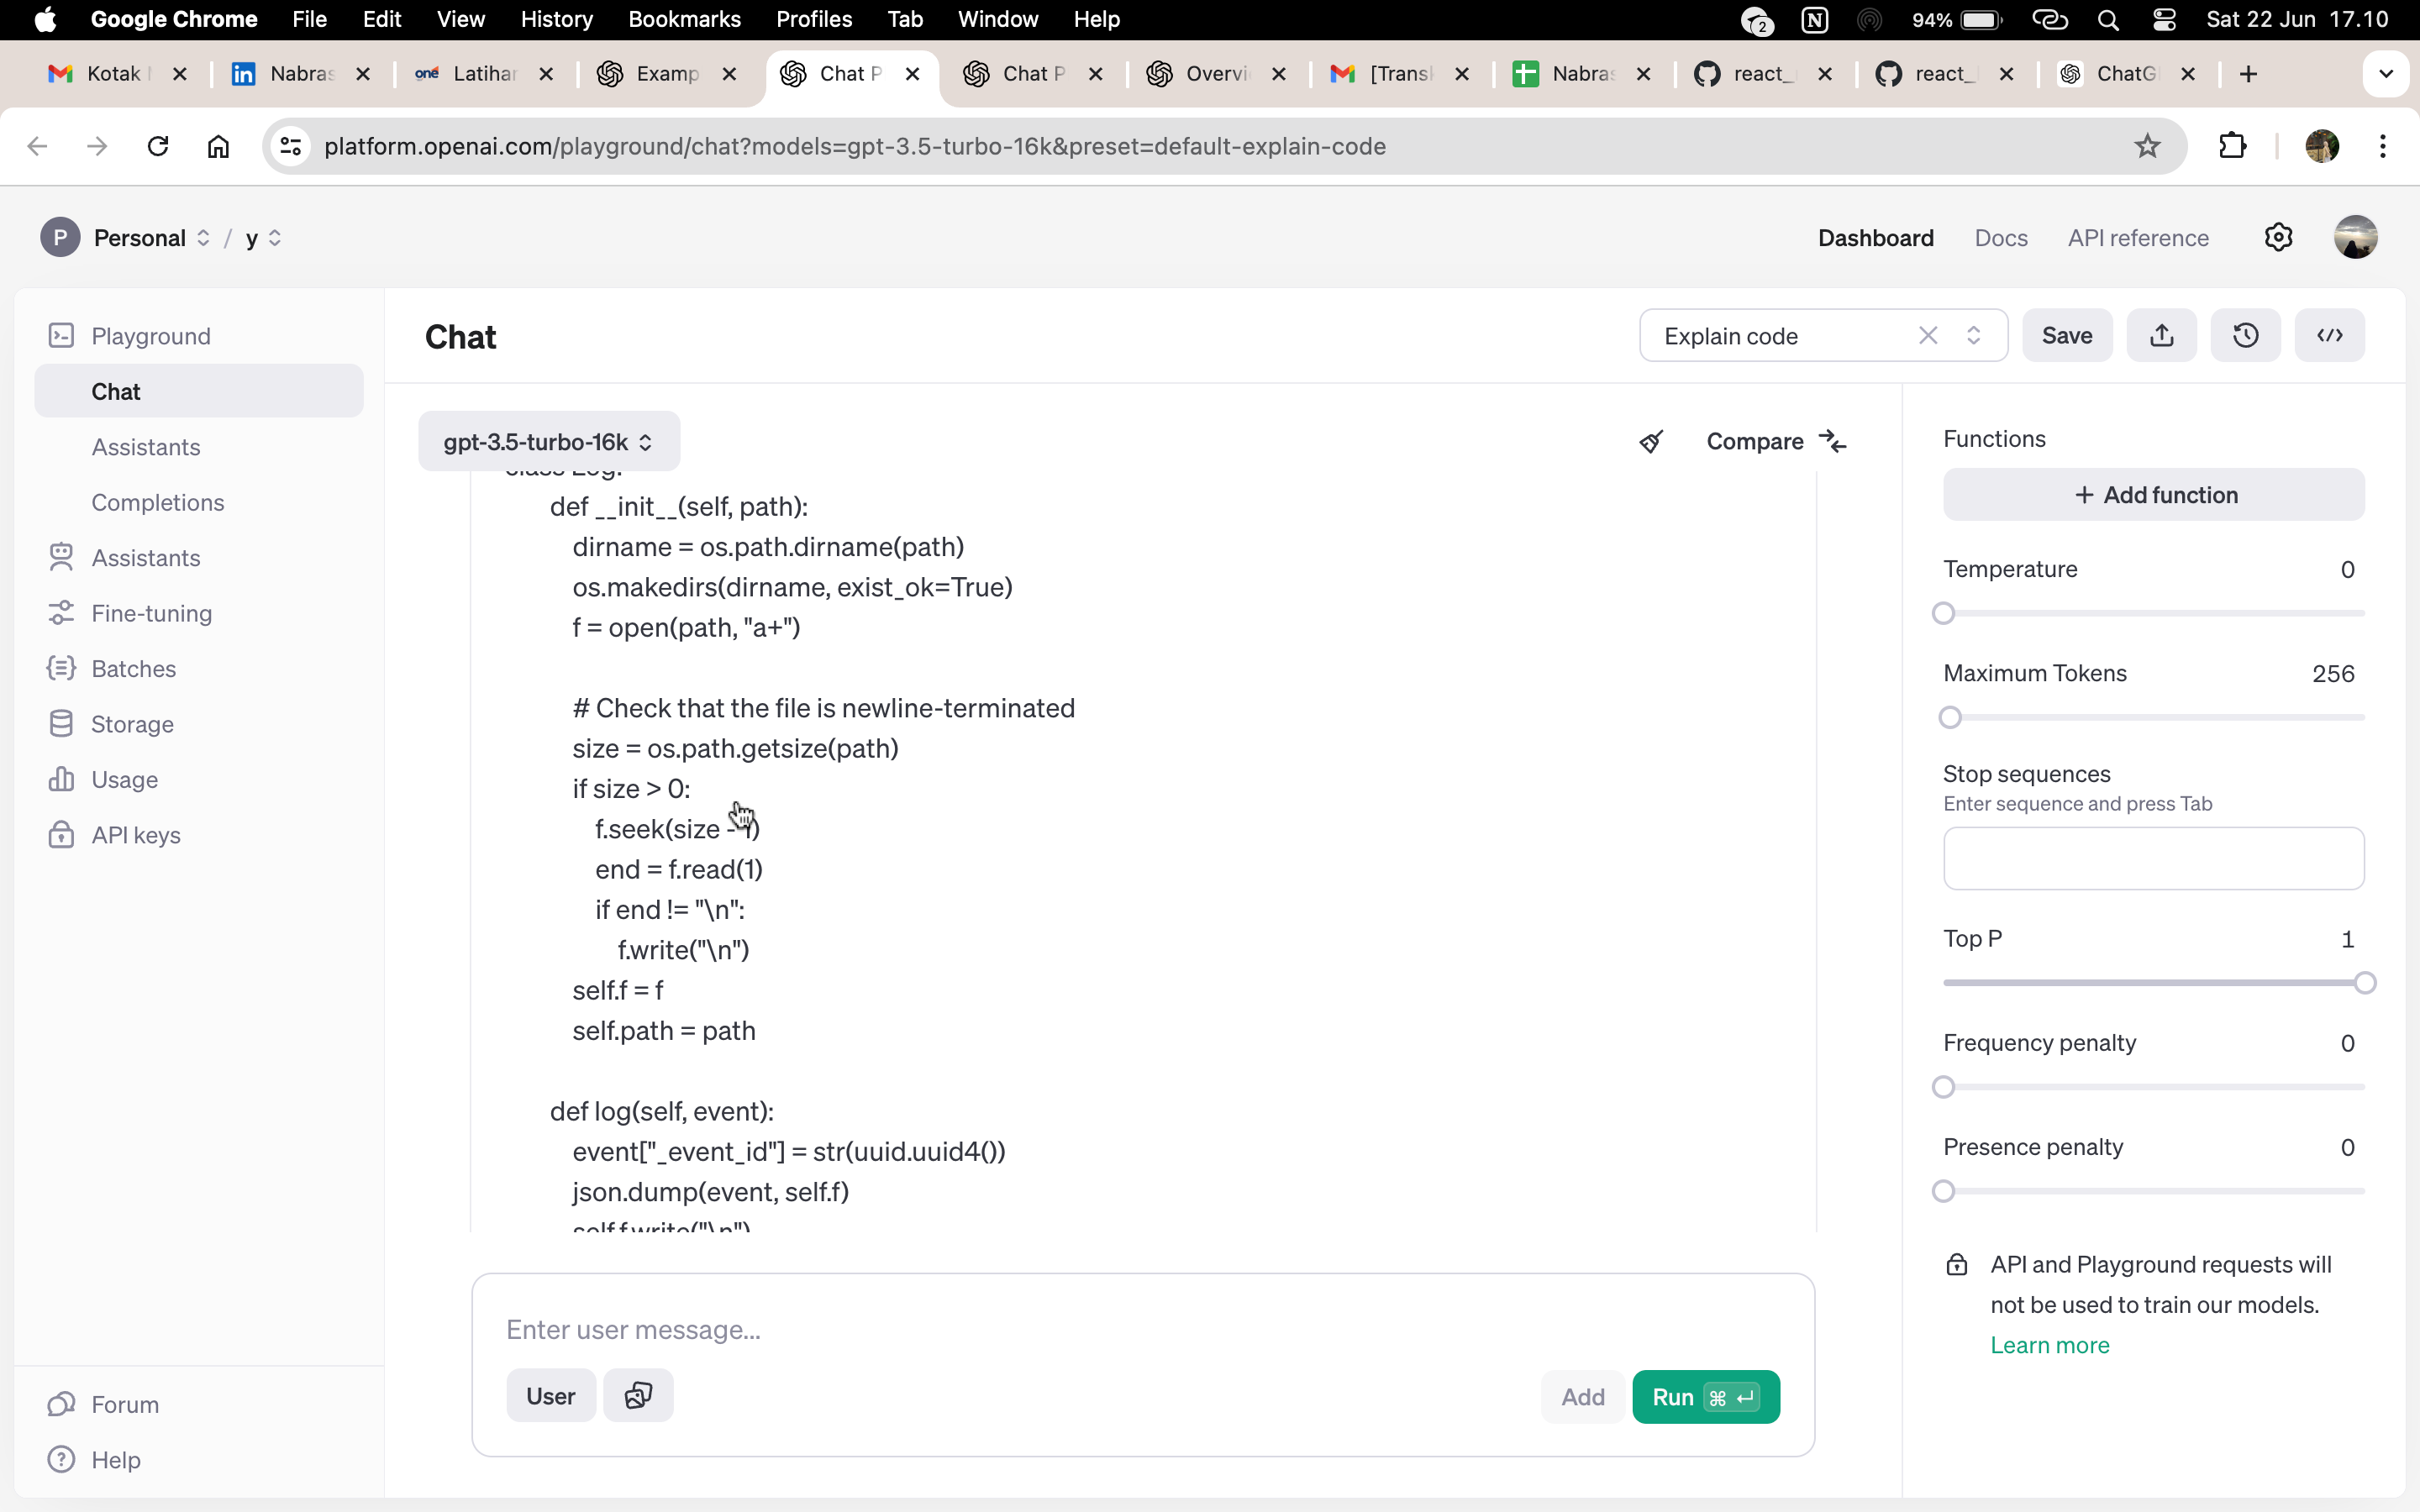 Google Chrome File Edit View History Bookmarks Profiles Tab Window Help 2 94% Sat 22 Jun 17.10
Kotak Nabras one Latihan Examp Chat P Chat P Overvi [Trans Nabras react_ react_ ChatG
platform.openai.com/playground/chat?models=gpt-3.5-turbo-16k&preset=default-explain-code
P Personal / y Dashboard Docs API reference
Playground
Chat
Assistants
Completions
Assistants
Fine-tuning
Batches
Storage
Usage
API keys
Forum
Help
Chat
Explain code Save
gpt-3.5-turbo-16k Compare
class Log:
def __init__(self, path):
dirname = os.path.dirname(path)
os.makedirs(dirname, exist_ok=True)
f = open(path, "a+")
# Check that the file is newline-terminated
size = os.path.getsize(path)
if size > 0:
f.seek(size - 1)
end = f.read(1)
if end != "\n":
f.write("\n")
self.f = f
self.path = path
def log(self, event):
event["_event_id"] = str(uuid.uuid4())
json.dump(event, self.f)
self.f.write("\n")
Enter user message...
User Add Run ⌘ ↵
Functions
+ Add function
Temperature 0
Maximum Tokens 256
Stop sequences
Enter sequence and press Tab
Top P 1
Frequency penalty 0
Presence penalty 0
API and Playground requests will
not be used to train our models.
Learn more